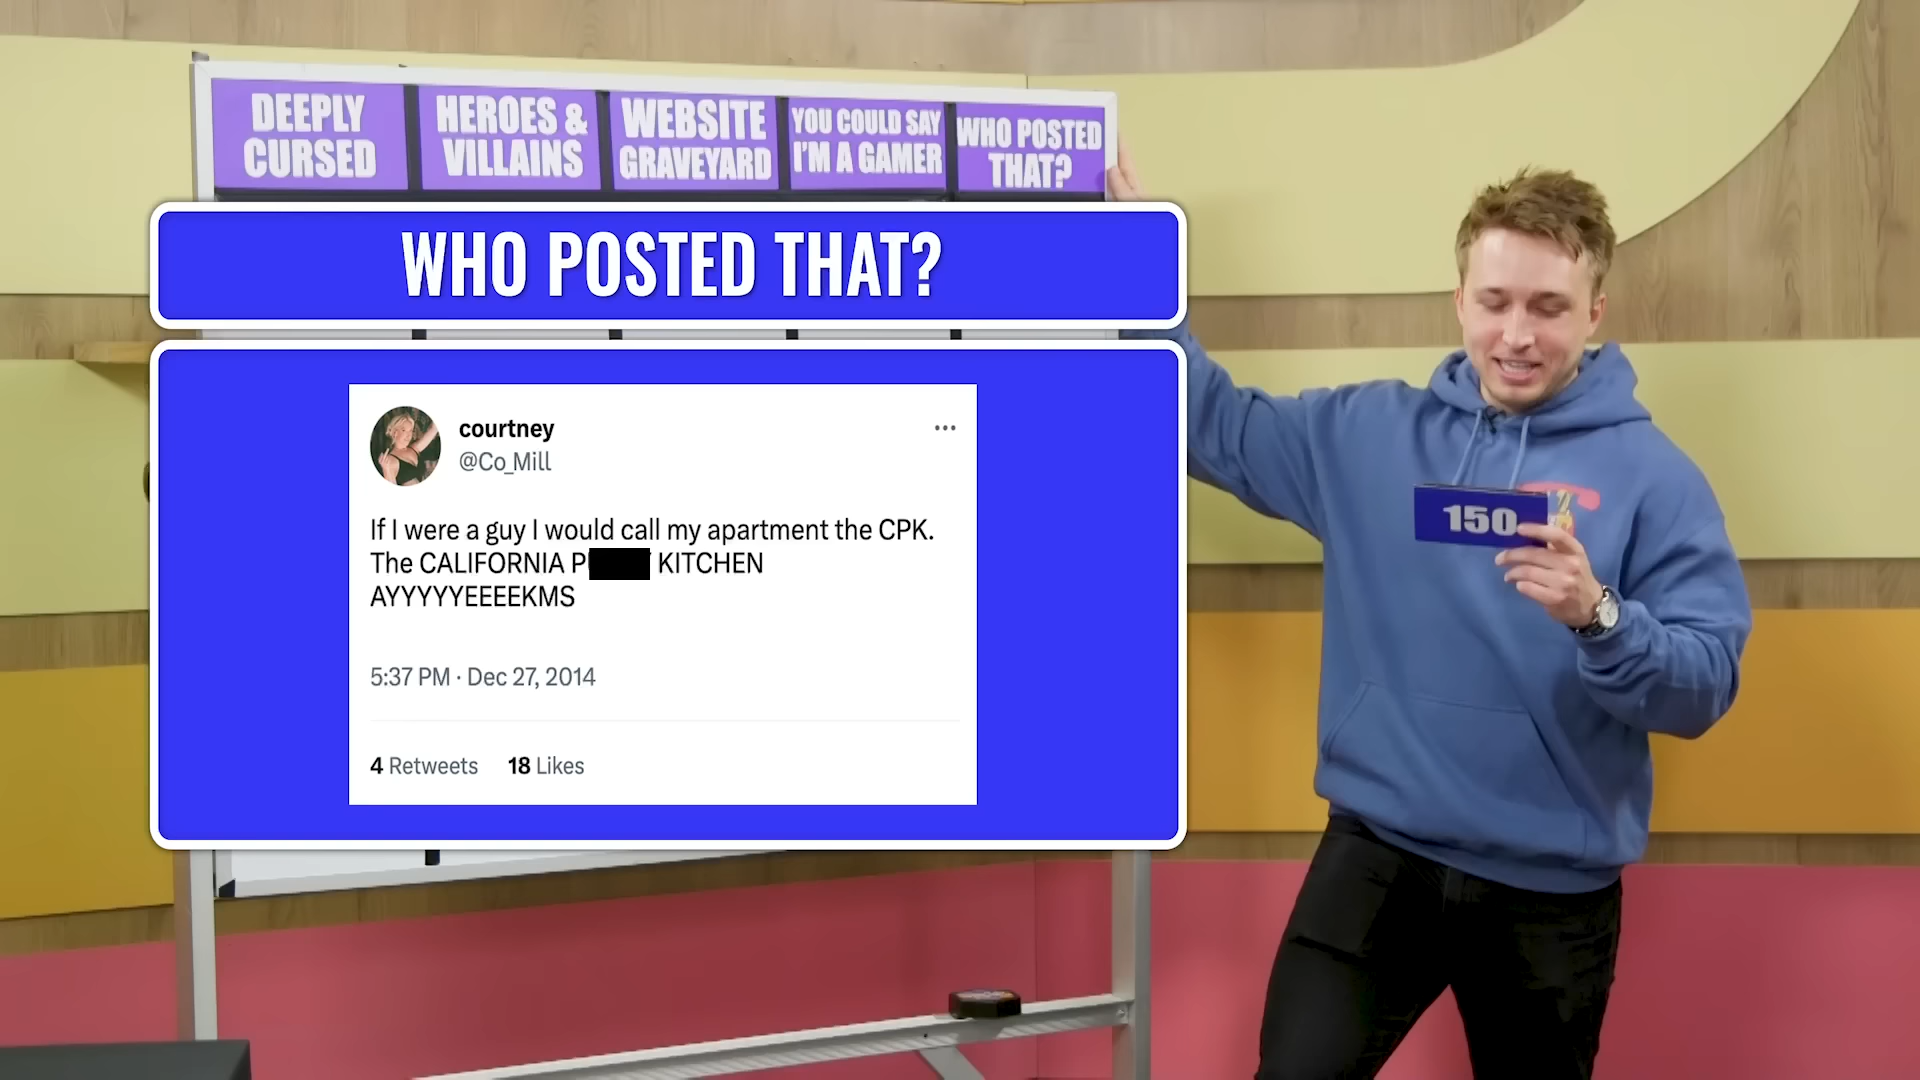 DEEPLY
CURSED
HEROES &
VILLAINS
WEBSITE
GRAVEYARD
YOU COULD SAY
I'M A GAMER
WHO POSTED
THAT?
WHO POSTED THAT?
courtney
@Co_Mill
If I were a guy I would call my apartment the CPK.
The CALIFORNIA P KITCHEN
AYYYYYEEEEKMS
5:37 PM · Dec 27, 2014
4 Retweets 18 Likes
150